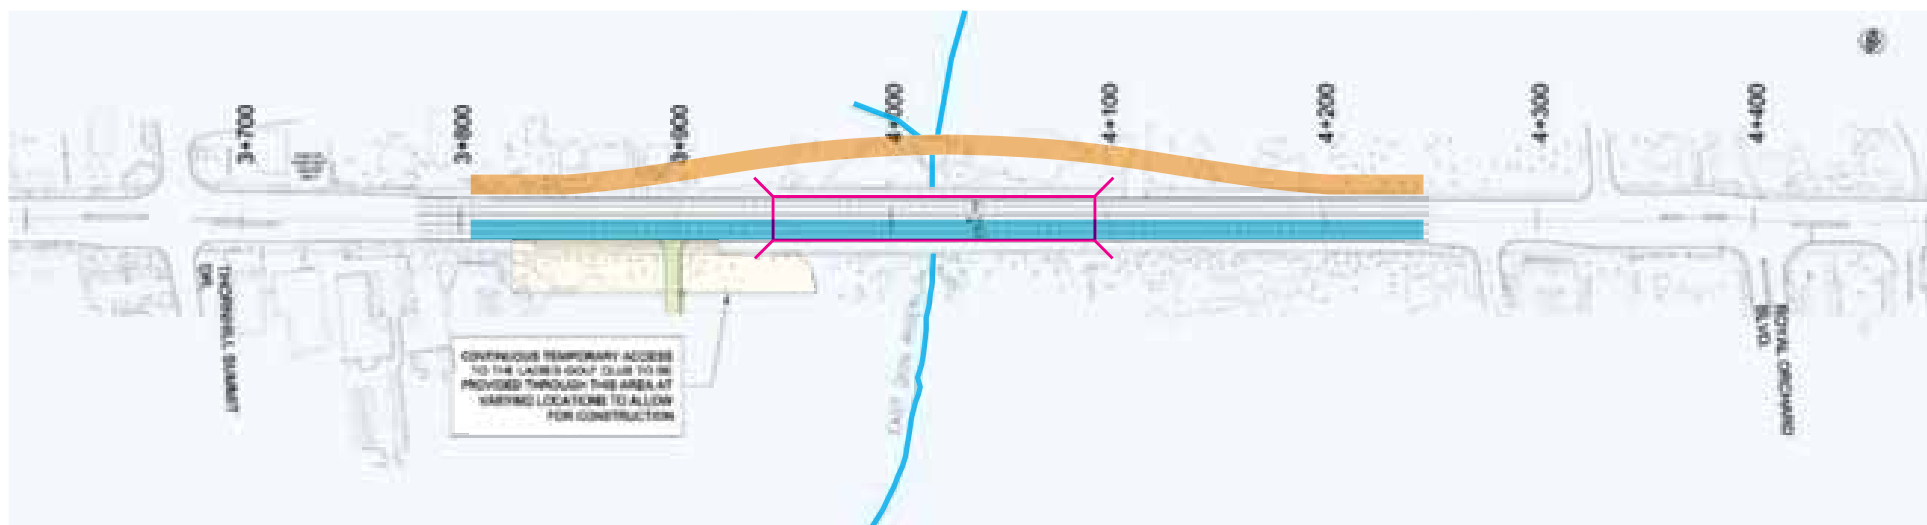 3+700
3+800
3+900
4+000
4+100
4+200
4+300
4+400
THORNHILL SUMMIT
DR.
CONTINUOUS TEMPORARY ACCESS
TO THE LADIES GOLF CLUB TO BE
PROVIDED THROUGH THIS AREA AT
VARYING LOCATIONS TO ALLOW
FOR CONSTRUCTION
EAST DON
ROYAL ORCHARD
BLVD.